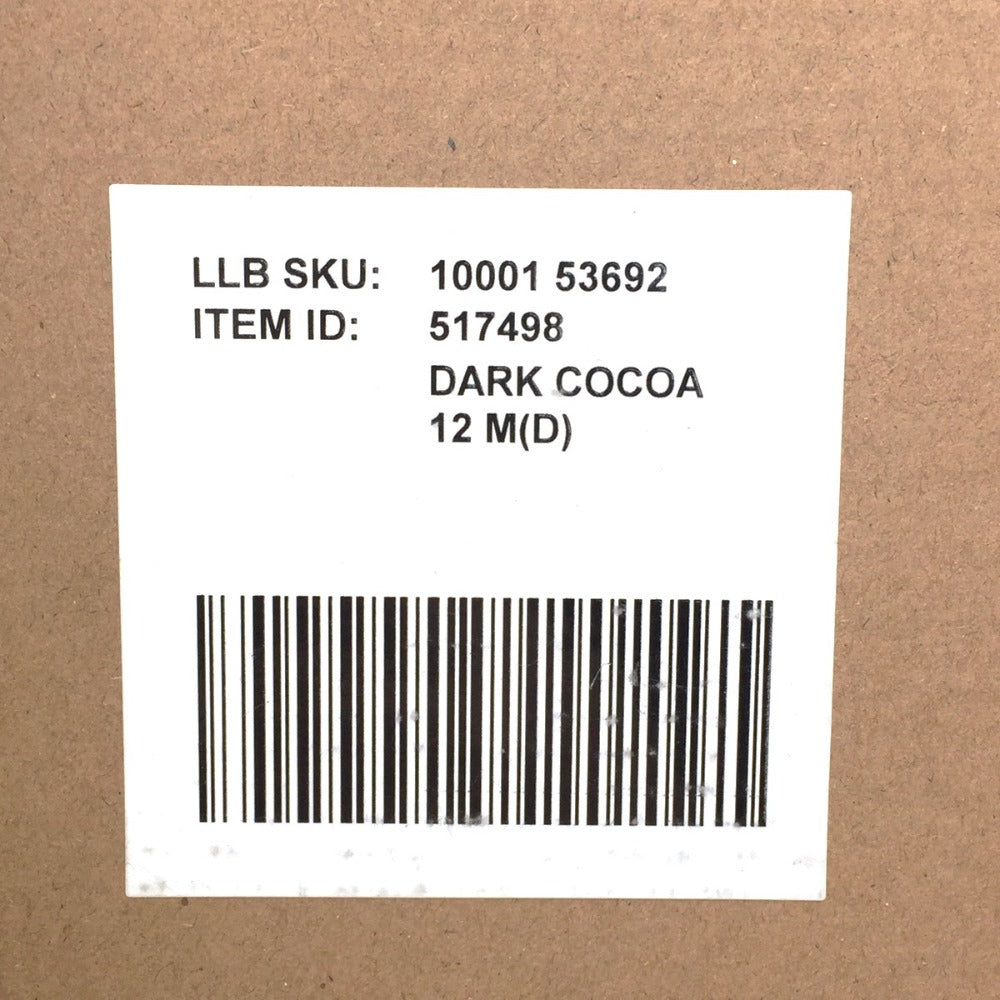 LLB SKU: 10001 53692
ITEM ID: 517498
DARK COCOA
12 M(D)